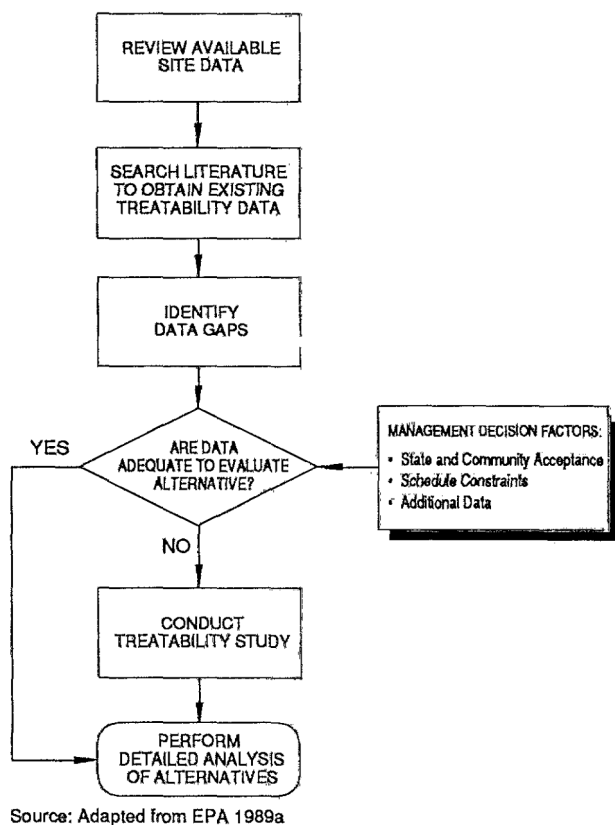 REVIEW AVAILABLE
SITE DATA
SEARCH LITERATURE
TO OBTAIN EXISTING
TREATABILITY DATA
IDENTIFY
DATA GAPS
YES
ARE DATA
ADEQUATE TO EVALUATE
ALTERNATIVE?
MANAGEMENT DECISION FACTORS:
• State and Community Acceptance
• Schedule Constraints
• Additional Data
NO
CONDUCT
TREATABILITY STUDY
PERFORM
DETAILED ANALYSIS
OF ALTERNATIVES
Source: Adapted from EPA 1989a